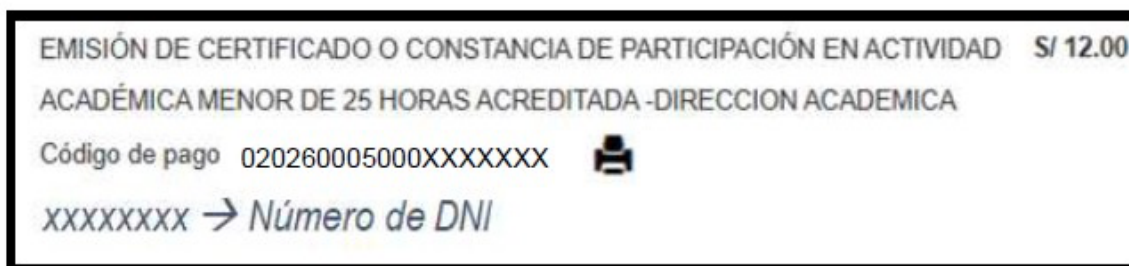 EMISIÓN DE CERTIFICADO O CONSTANCIA DE PARTICIPACIÓN EN ACTIVIDAD S/ 12.00
ACADÉMICA MENOR DE 25 HORAS ACREDITADA -DIRECCION ACADEMICA
Código de pago 020260005000XXXXXXX
xxxxxxxx → Número de DNI